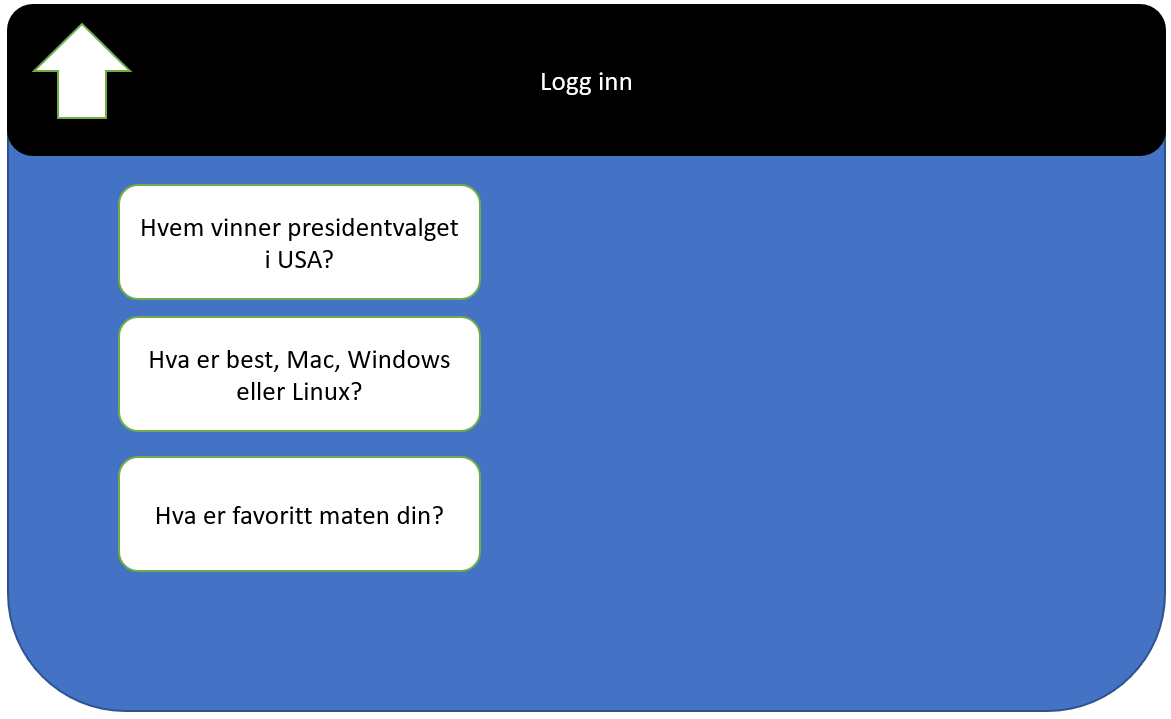 Logg inn
Hvem vinner presidentvalget
i USA?
Hva er best, Mac, Windows
eller Linux?
Hva er favoritt maten din?